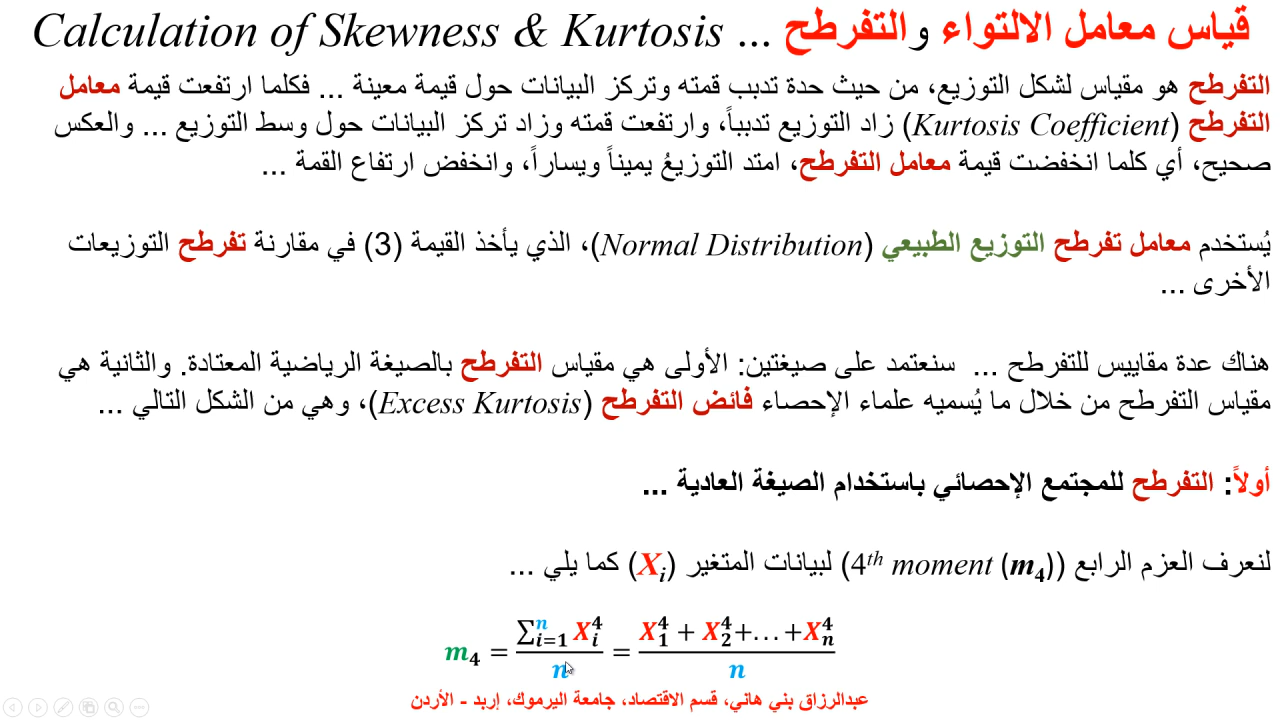 قياس معامل الالتواء والتفرطح ... Calculation of Skewness & Kurtosis
التفرطح هو مقياس لشكل التوزيع، من حيث حدة تدبب قمته وتركز البيانات حول قيمة معينة ... فكلما ارتفعت قيمة معامل
التفرطح (Kurtosis Coefficient) زاد التوزيع تدبباً، وارتفعت قمته وزاد تركز البيانات حول وسط التوزيع ... والعكس
صحيح، أي كلما انخفضت قيمة معامل التفرطح، امتد التوزيعُ يميناً ويساراً، وانخفض ارتفاع القمة ...
يُستخدم معامل تفرطح التوزيع الطبيعي (Normal Distribution)، الذي يأخذ القيمة (3) في مقارنة تفرطح التوزيعات
الأخرى ...
هناك عدة مقاييس للتفرطح ... سنعتمد على صيغتين: الأولى هي مقياس التفرطح بالصيغة الرياضية المعتادة. والثانية هي
مقياس التفرطح من خلال ما يُسميه علماء الإحصاء فائض التفرطح (Excess Kurtosis)، وهي من الشكل التالي ...
أولاً: التفرطح للمجتمع الإحصائي باستخدام الصيغة العادية ...
لنعرف العزم الرابع (4th moment (m₄)) لبيانات المتغير (Xᵢ) كما يلي ...
m₄ = ∑ⁿᵢ₌₁ Xᵢ⁴ / n = X₁⁴ + X₂⁴+...+Xₙ⁴ / n
عبدالرزاق بني هاني، قسم الاقتصاد، جامعة اليرموك، إربد - الأردن